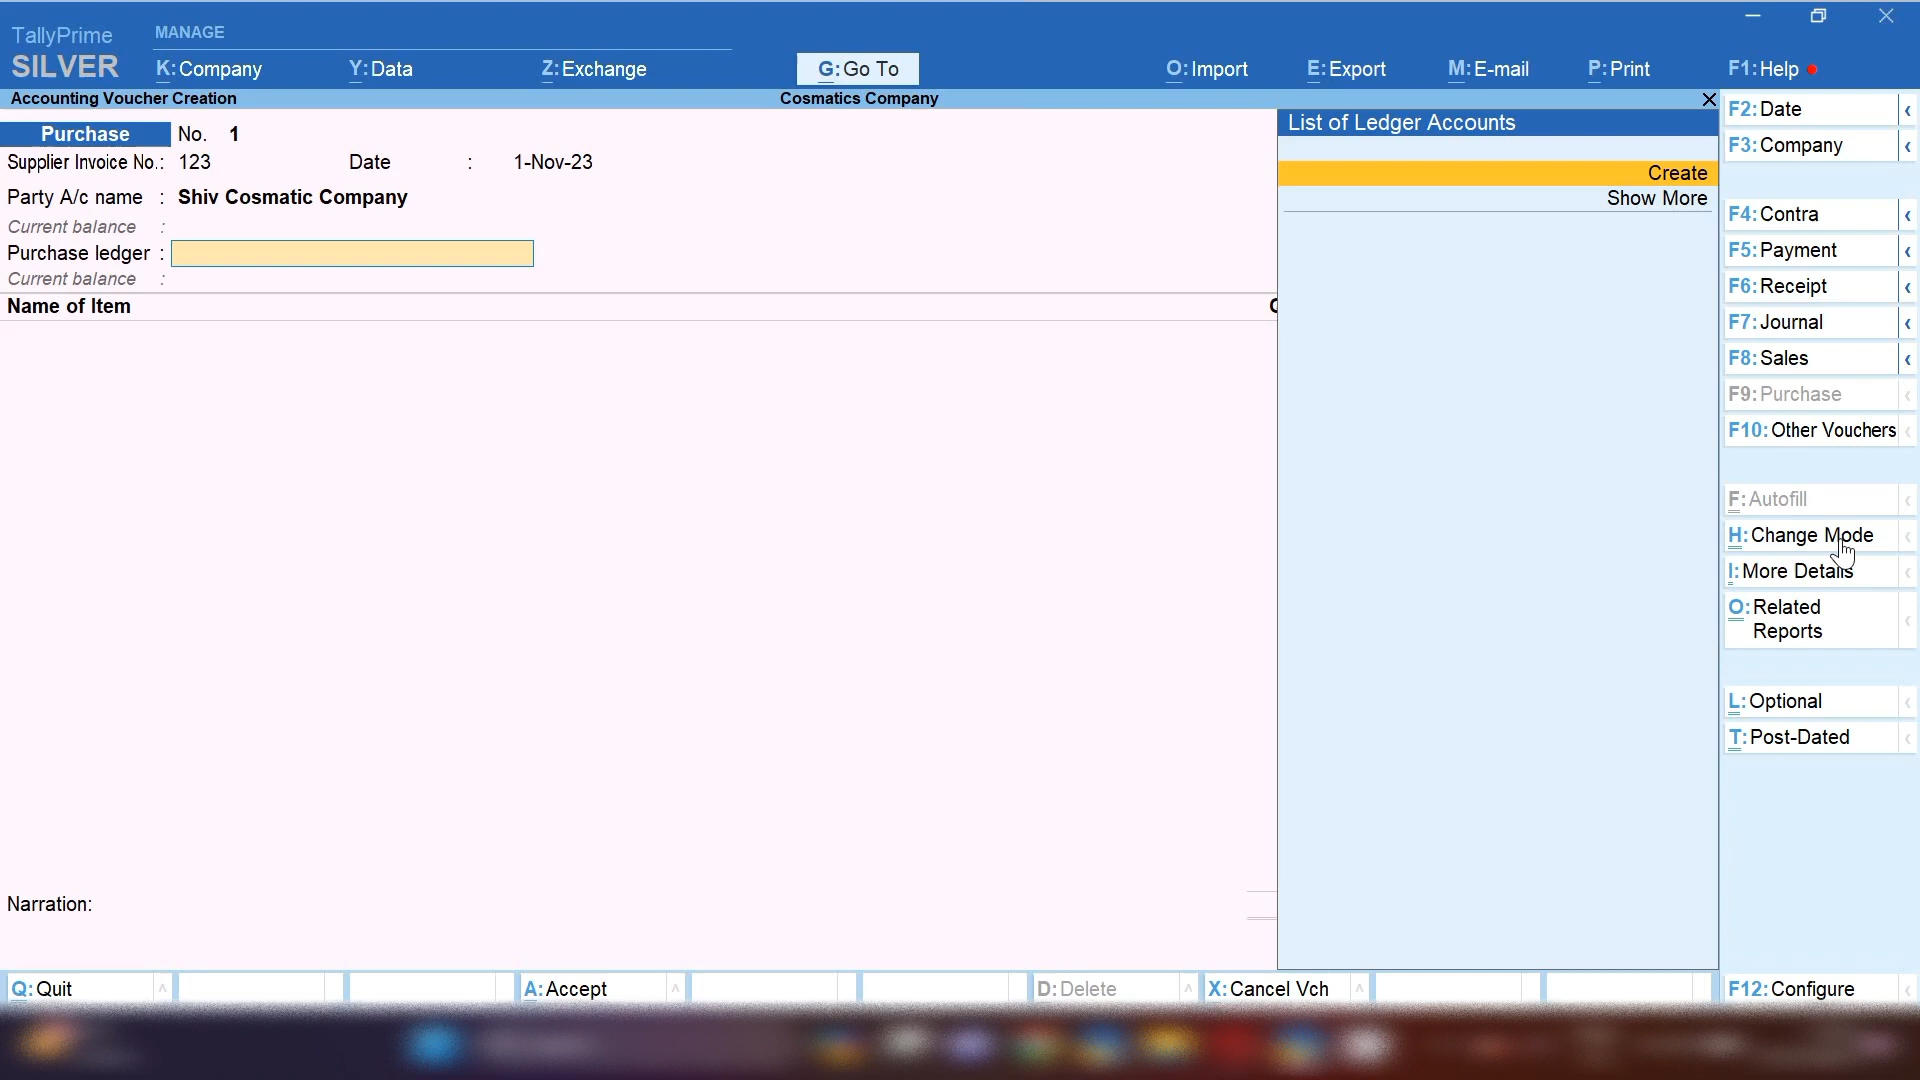 TallyPrime
SILVER
MANAGE
K: Company
Y: Data
Z: Exchange
G: Go To
O: Import
E: Export
M: E-mail
P: Print
F1: Help
Accounting Voucher Creation
Cosmatics Company
Purchase No. 1
Supplier Invoice No.: 123 Date : 1-Nov-23
Party A/c name : Shiv Cosmatic Company
Current balance :
Purchase ledger :
Current balance :
Name of Item
Narration:
List of Ledger Accounts
Create
Show More
F2: Date
F3: Company
F4: Contra
F5: Payment
F6: Receipt
F7: Journal
F8: Sales
F9: Purchase
F10: Other Vouchers
F: Autofill
H: Change Mode
I: More Details
O: Related
Reports
L: Optional
T: Post-Dated
Q: Quit
A: Accept
D: Delete
X: Cancel Vch
F12: Configure